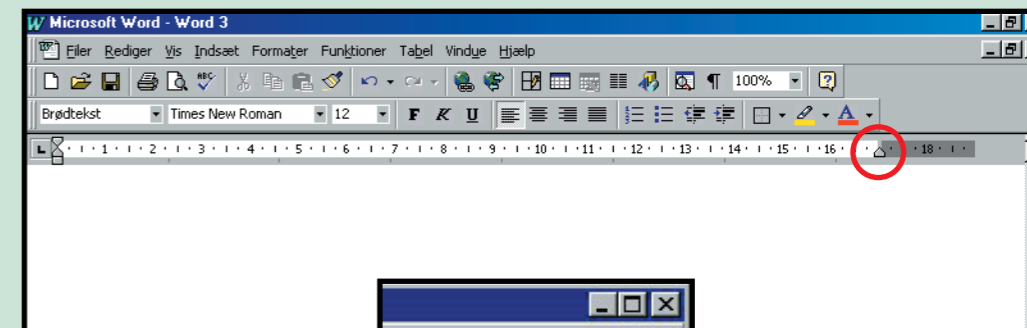 Microsoft Word - Word 3
Filer Rediger Vis Indsæt Formater Funktioner Tabel Vindue Hjælp
ABC 100%
Brødtekst Times New Roman 12 F K U A
L 1 2 3 4 5 6 7 8 9 10 11 12 13 14 15 16 18